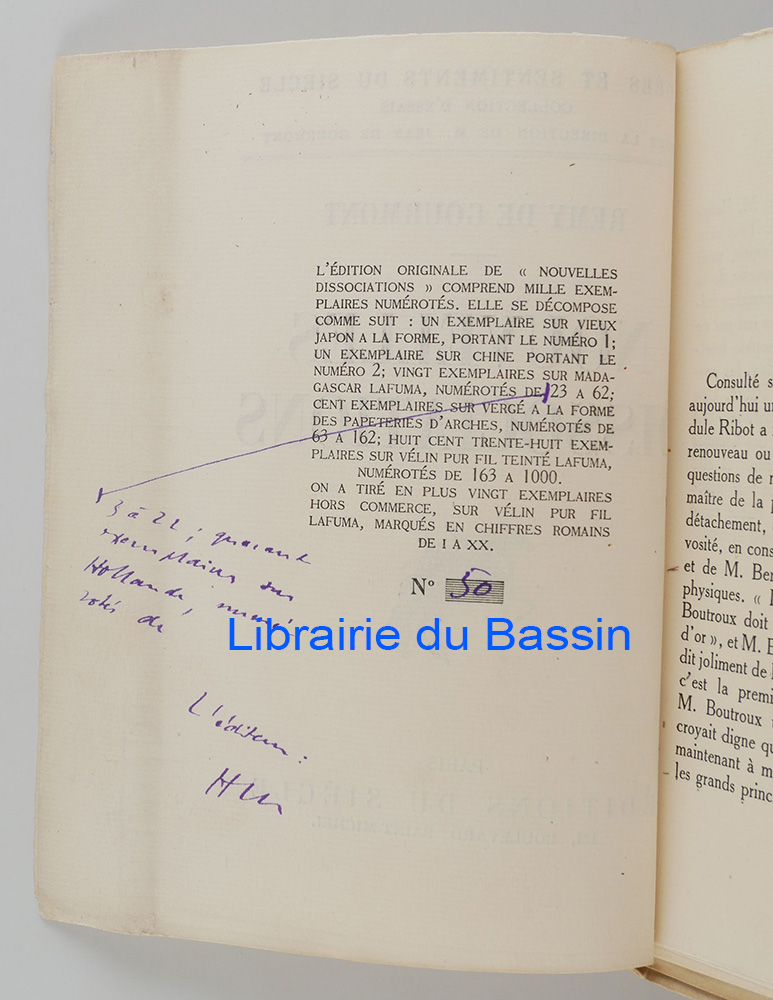 L'ÉDITION ORIGINALE DE « NOUVELLES
DISSOCIATIONS » COMPREND MILLE EXEM-
PLAIRES NUMÉROTÉS. ELLE SE DÉCOMPOSE
COMME SUIT : UN EXEMPLAIRE SUR VIEUX
JAPON A LA FORME, PORTANT LE NUMÉRO 1;
UN EXEMPLAIRE SUR CHINE PORTANT LE
NUMÉRO 2; VINGT EXEMPLAIRES SUR MADA-
GASCAR LAFUMA, NUMÉROTÉS DE 23 A 62;
CENT EXEMPLAIRES SUR VERGÉ A LA FORME
DES PAPETERIES D'ARCHES, NUMÉROTÉS DE
63 A 162; HUIT CENT TRENTE-HUIT EXEM-
PLAIRES SUR VÉLIN PUR FIL TEINTÉ LAFUMA,
NUMÉROTÉS DE 163 A 1000.
ON A TIRÉ EN PLUS VINGT EXEMPLAIRES
HORS COMMERCE, SUR VÉLIN PUR FIL
LAFUMA, MARQUÉS EN CHIFFRES ROMAINS
DE I A XX.
N° 50
3 à 22 ; quarante
exemplaires sur
Hollande, numé-
rotés de
L'éditeur :
Librairie du Bassin
Consulté
aujourd'hui
dule Ribot a
renouveau ou
questions de
maître de la
détachement,
vosité, en
et de M.
physiques. «
Boutroux doit
d'or », et M.
dit joliment de
c'est la
M. Boutroux
croyait digne
maintenant à
les grands